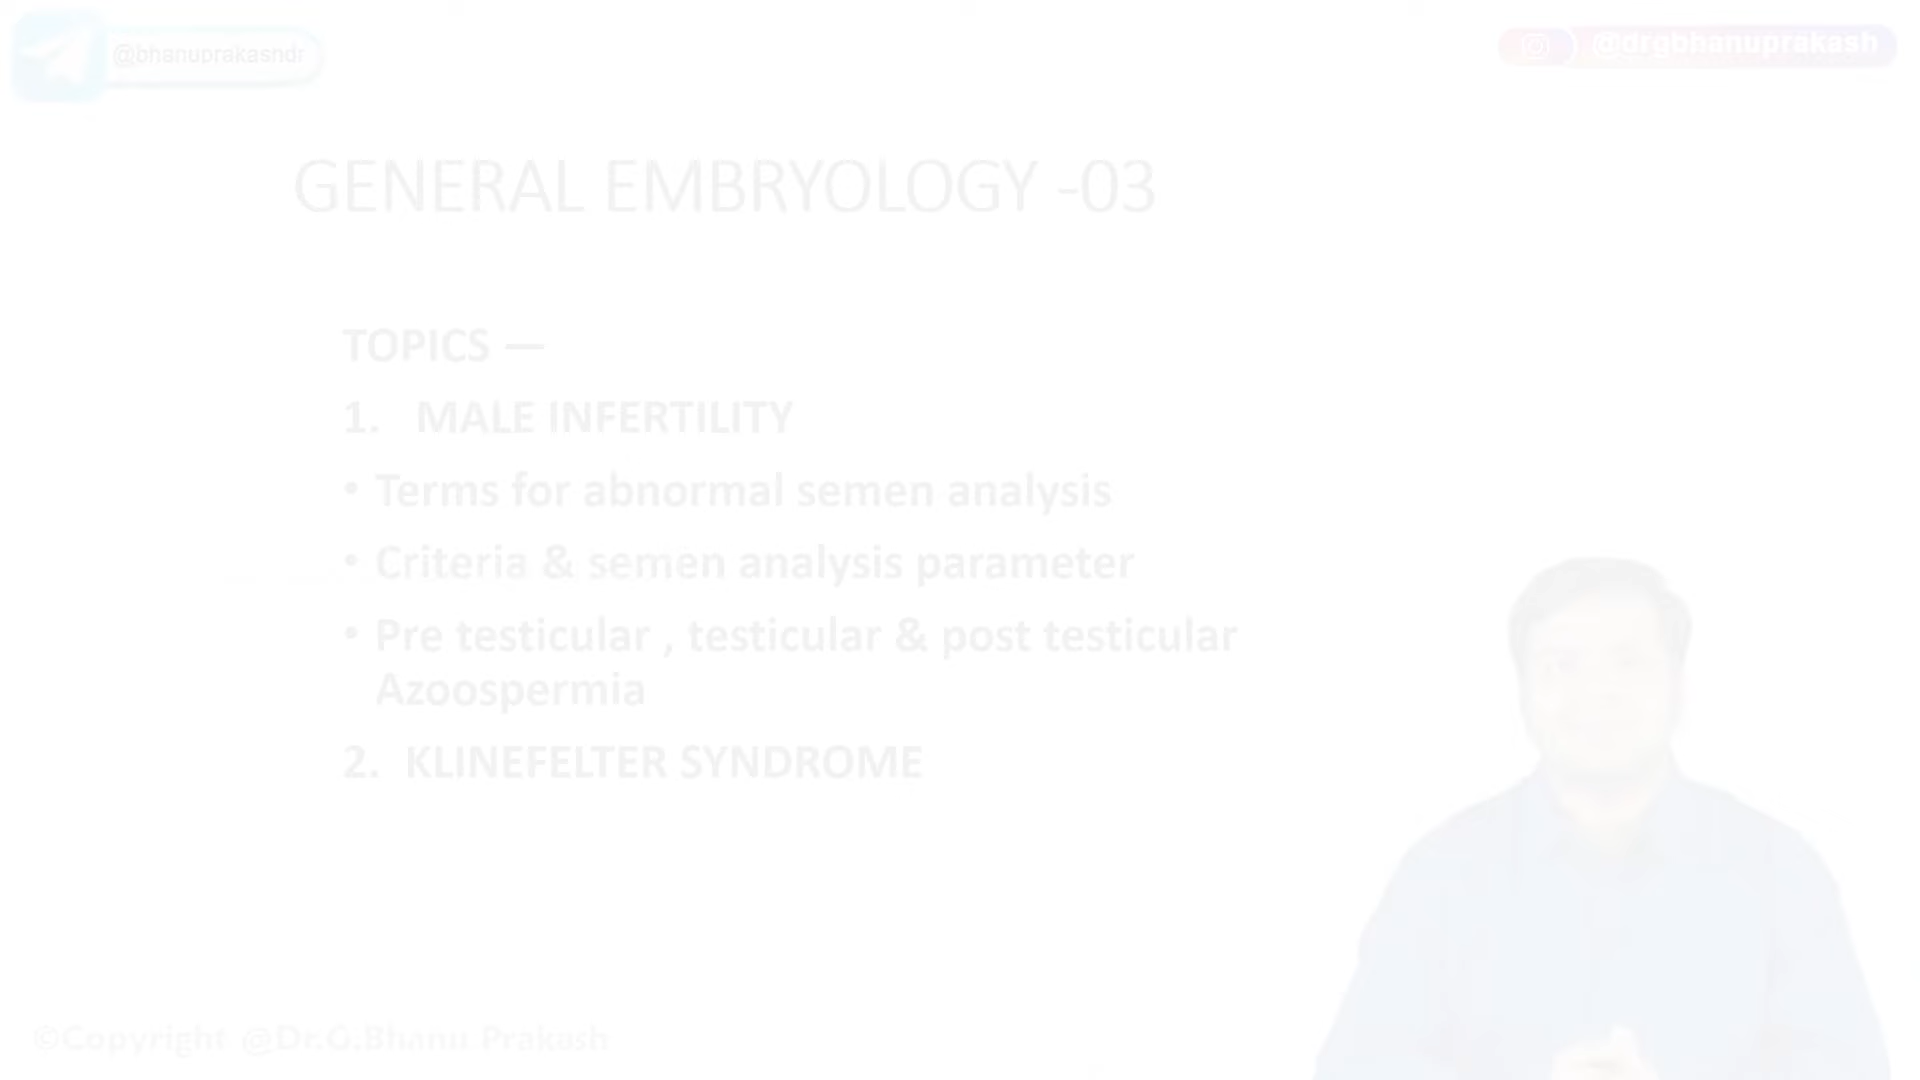 @bhanuprakashdr
@drgbhanuprakash
GENERAL EMBRYOLOGY -03
TOPICS —
1. MALE INFERTILITY
• Terms for abnormal semen analysis
• Criteria & semen analysis parameter
• Pre testicular , testicular & post testicular
Azoospermia
2. KLINEFELTER SYNDROME
©Copyright @Dr.G.Bhanu Prakash